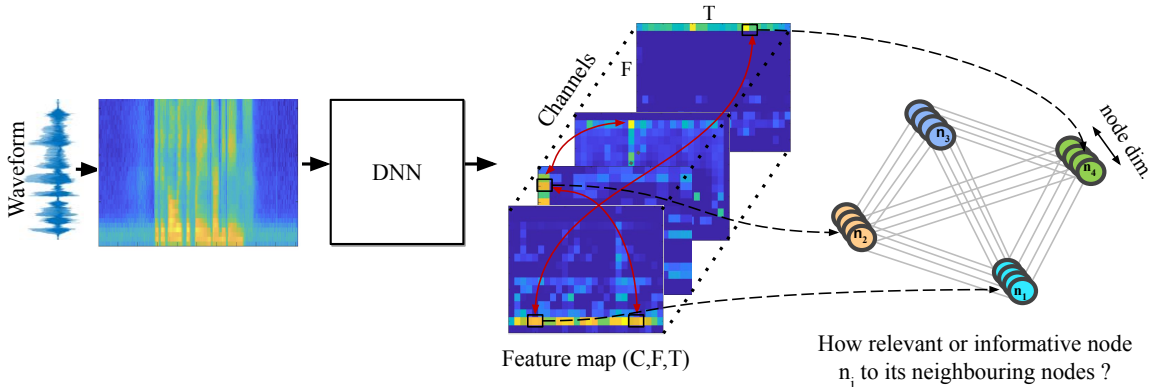 Waveform
DNN
Channels
T
F
Feature map (C,F,T)
n3
n4
n2
n1
node dim.
How relevant or informative node
ni to its neighbouring nodes ?